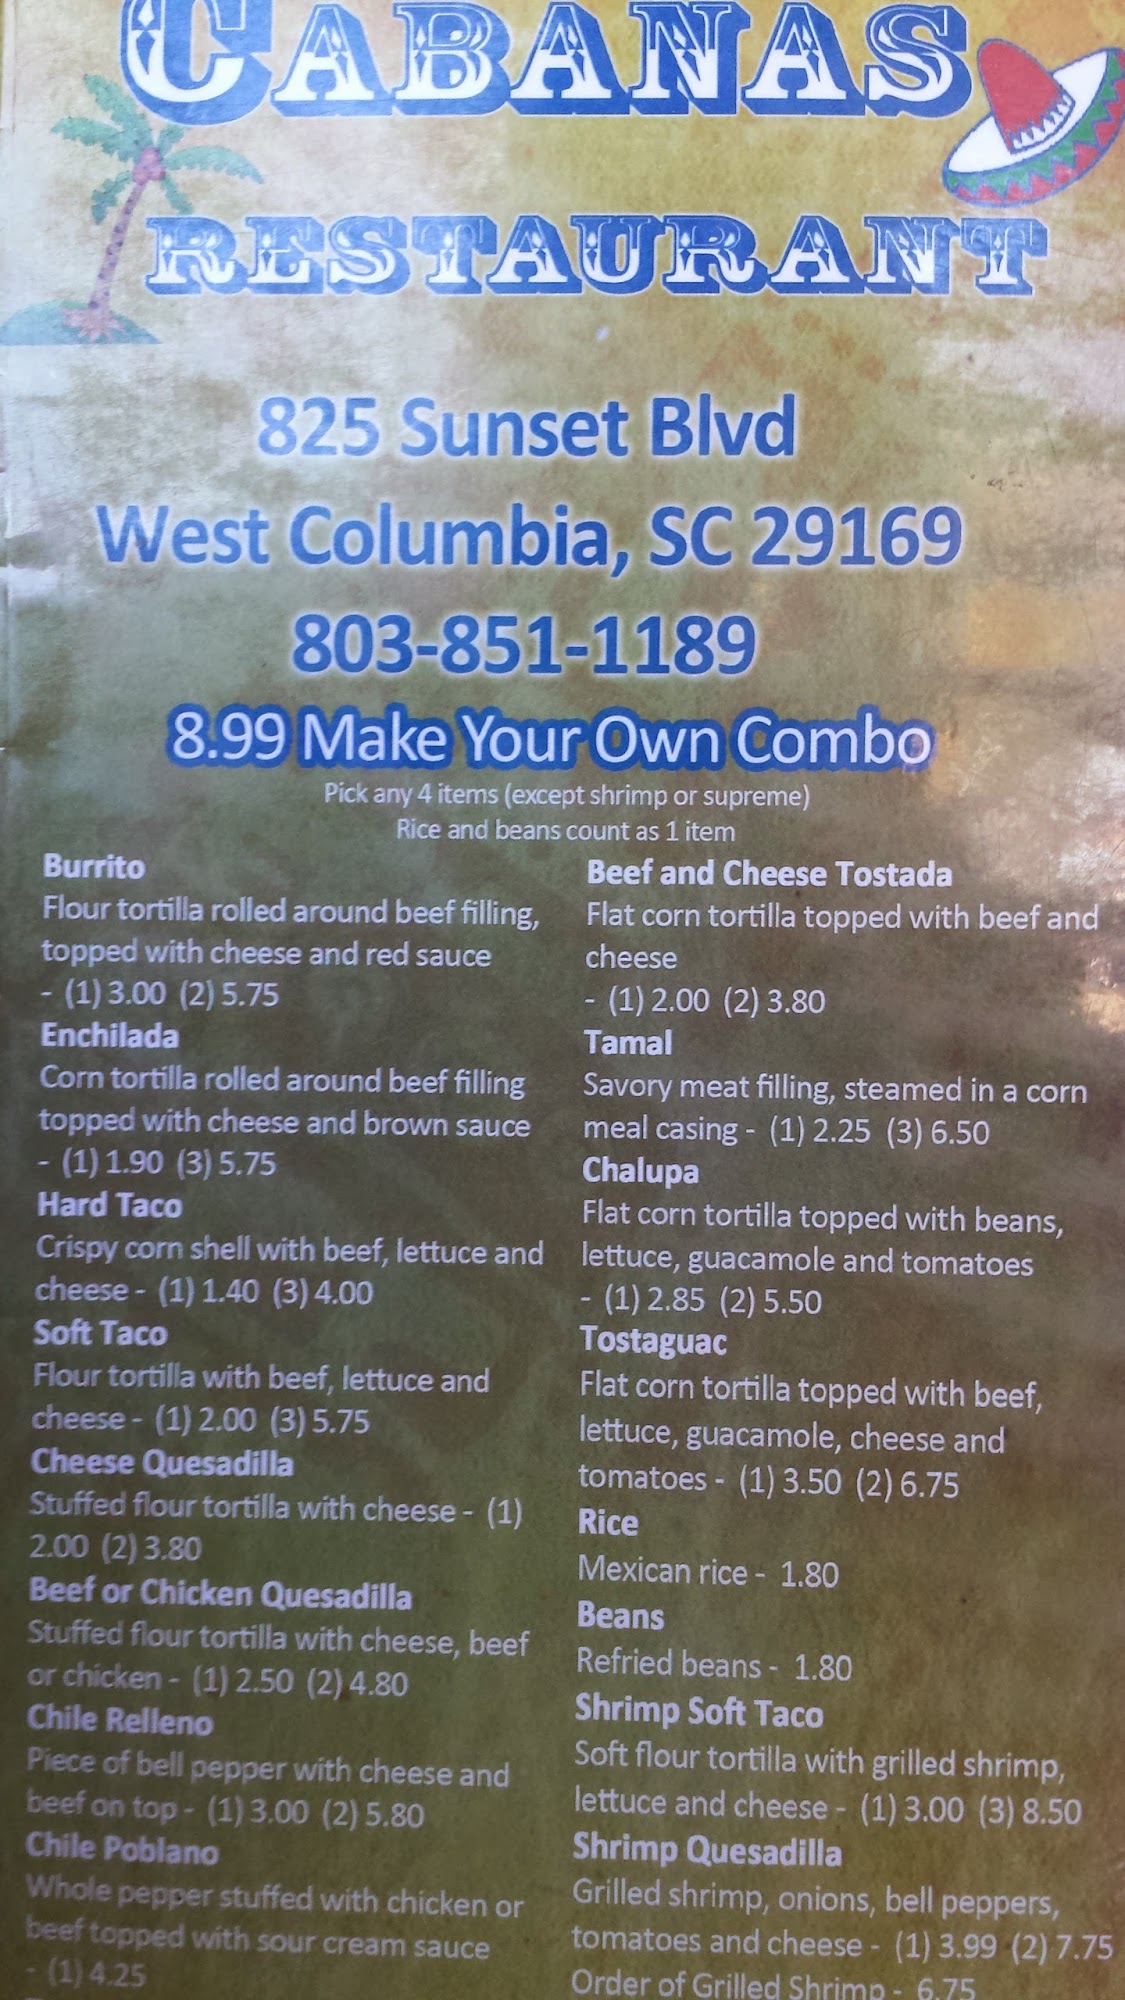 CABANAS
RESTAURANT
825 Sunset Blvd
West Columbia, SC 29169
803-851-1189
8.99 Make Your Own Combo
Pick any 4 items (except shrimp or supreme)
Rice and beans count as 1 item
Burrito
Flour tortilla rolled around beef filling,
topped with cheese and red sauce
- (1) 3.00 (2) 5.75
Enchilada
Corn tortilla rolled around beef filling
topped with cheese and brown sauce
- (1) 1.90 (3) 5.75
Hard Taco
Crispy corn shell with beef, lettuce and
cheese - (1) 1.40 (3) 4.00
Soft Taco
Flour tortilla with beef, lettuce and
cheese - (1) 2.00 (3) 5.75
Cheese Quesadilla
Stuffed flour tortilla with cheese - (1)
2.00 (2) 3.80
Beef or Chicken Quesadilla
Stuffed flour tortilla with cheese, beef
or chicken - (1) 2.50 (2) 4.80
Chile Relleno
Piece of bell pepper with cheese and
beef on top - (1) 3.00 (2) 5.80
Chile Poblano
Whole pepper stuffed with chicken or
beef topped with sour cream sauce
- (1) 4.25
Beef and Cheese Tostada
Flat corn tortilla topped with beef and
cheese
- (1) 2.00 (2) 3.80
Tamal
Savory meat filling, steamed in a corn
meal casing - (1) 2.25 (3) 6.50
Chalupa
Flat corn tortilla topped with beans,
lettuce, guacamole and tomatoes
- (1) 2.85 (2) 5.50
Tostaguac
Flat corn tortilla topped with beef,
lettuce, guacamole, cheese and
tomatoes - (1) 3.50 (2) 6.75
Rice
Mexican rice - 1.80
Beans
Refried beans - 1.80
Shrimp Soft Taco
Soft flour tortilla with grilled shrimp,
lettuce and cheese - (1) 3.00 (3) 8.50
Shrimp Quesadilla
Grilled shrimp, onions, bell peppers,
tomatoes and cheese - (1) 3.99 (2) 7.75
Order of Grilled Shrimp - 6.75